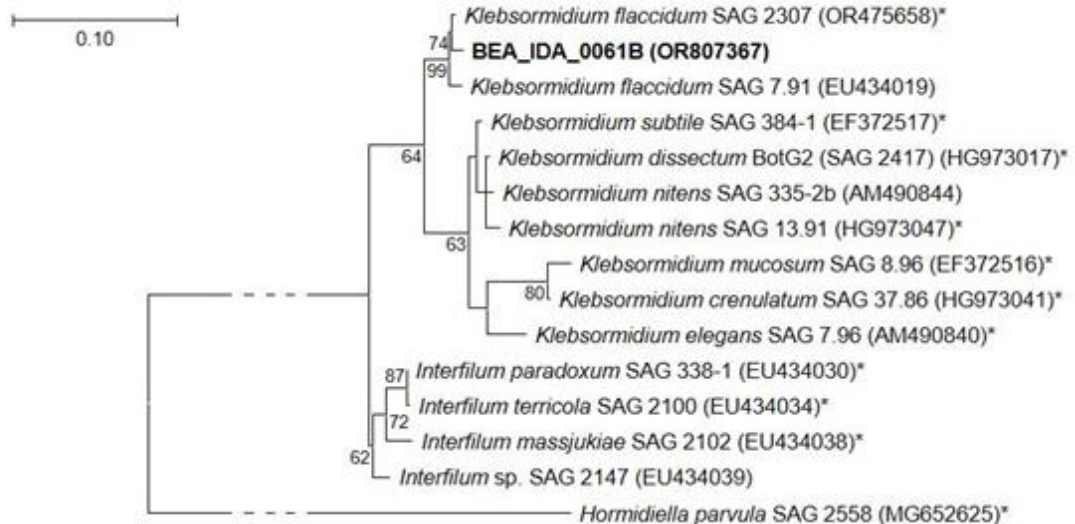 Klebsormidium flaccidum SAG 2307 (OR475658)*
0.10
74
BEA_IDA_0061B (OR807367)
99
Klebsormidium flaccidum SAG 7.91 (EU434019)
Klebsormidium subtile SAG 384-1 (EF372517)*
64
Klebsormidium dissectum BotG2 (SAG 2417) (HG973017)*
Klebsormidium nitens SAG 335-2b (AM490844)
Klebsormidium nitens SAG 13.91 (HG973047)*
63
Klebsormidium mucosum SAG 8.96 (EF372516)*
80
Klebsormidium crenulatum SAG 37.86 (HG973041)*
Klebsormidium elegans SAG 7.96 (AM490840)*
87
Interfilum paradoxum SAG 338-1 (EU434030)*
Interfilum terricola SAG 2100 (EU434034)*
72
Interfilum massjukiae SAG 2102 (EU434038)*
62
Interfilum sp. SAG 2147 (EU434039)
Hormidiella parvula SAG 2558 (MG652625)*